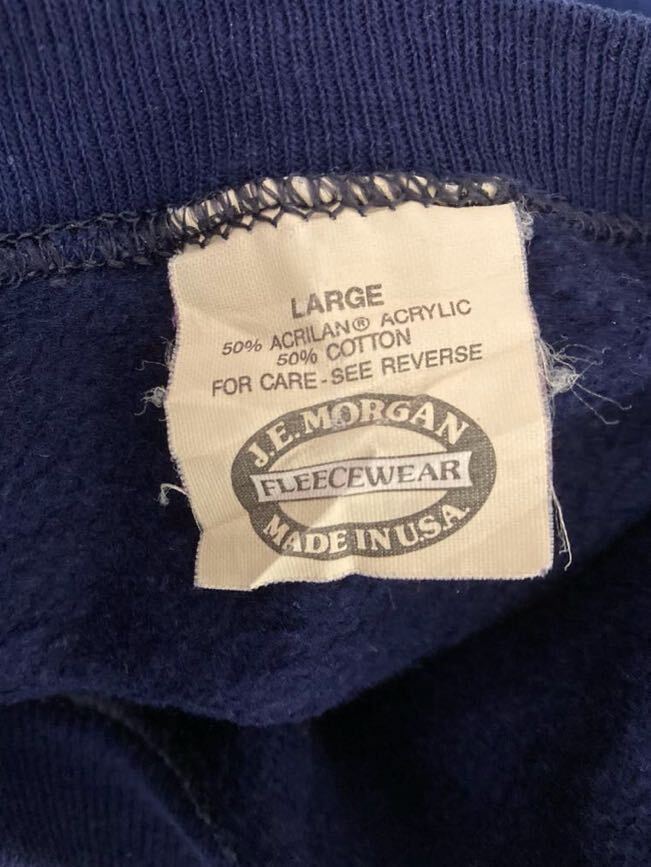 LARGE
50% ACRILAN® ACRYLIC
50% COTTON
FOR CARE-SEE REVERSE
J.E. MORGAN
FLEECEWEAR
MADE IN U.S.A.